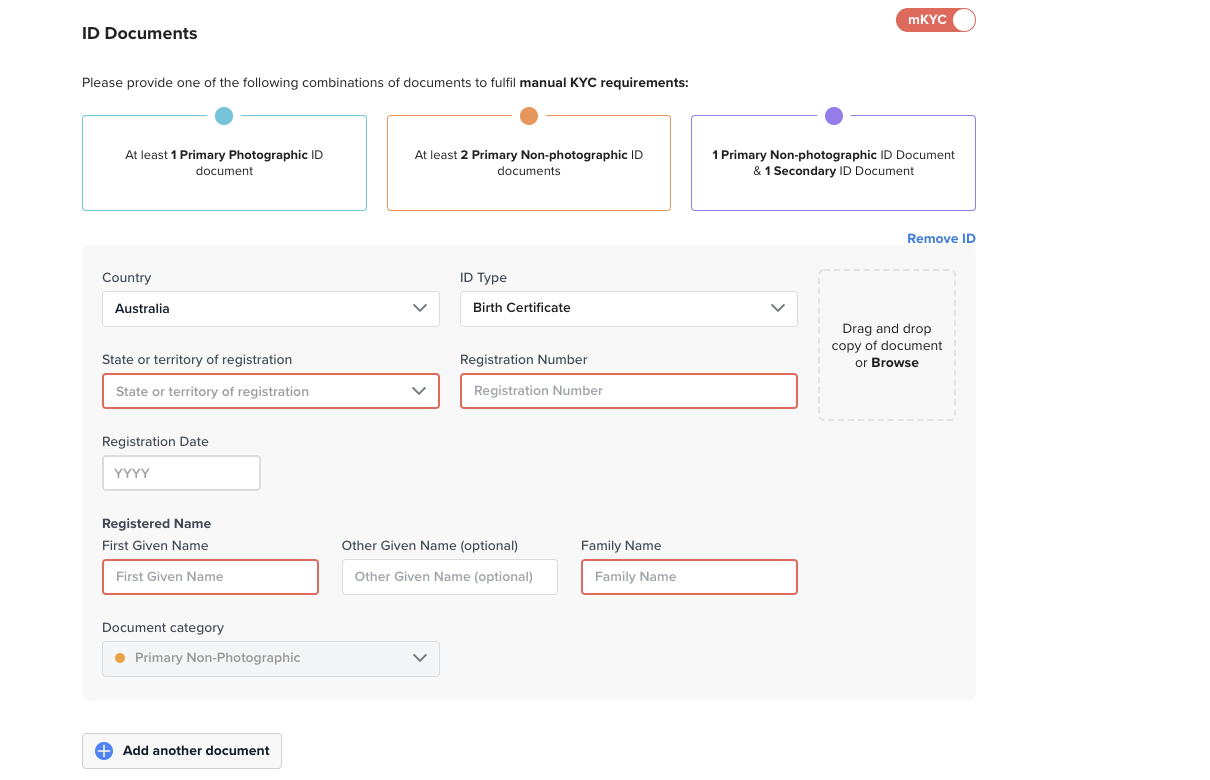 mKYC
ID Documents
Please provide one of the following combinations of documents to fulfil manual KYC requirements:
At least 1 Primary Photographic ID
document
At least 2 Primary Non-photographic ID
documents
1 Primary Non-photographic ID Document
& 1 Secondary ID Document
Remove ID
Country
Australia
ID Type
Birth Certificate
Drag and drop
copy of document
or Browse
State or territory of registration
State or territory of registration
Registration Number
Registration Number
Registration Date
YYYY
Registered Name
First Given Name
First Given Name
Other Given Name (optional)
Other Given Name (optional)
Family Name
Family Name
Document category
Primary Non-Photographic
Add another document